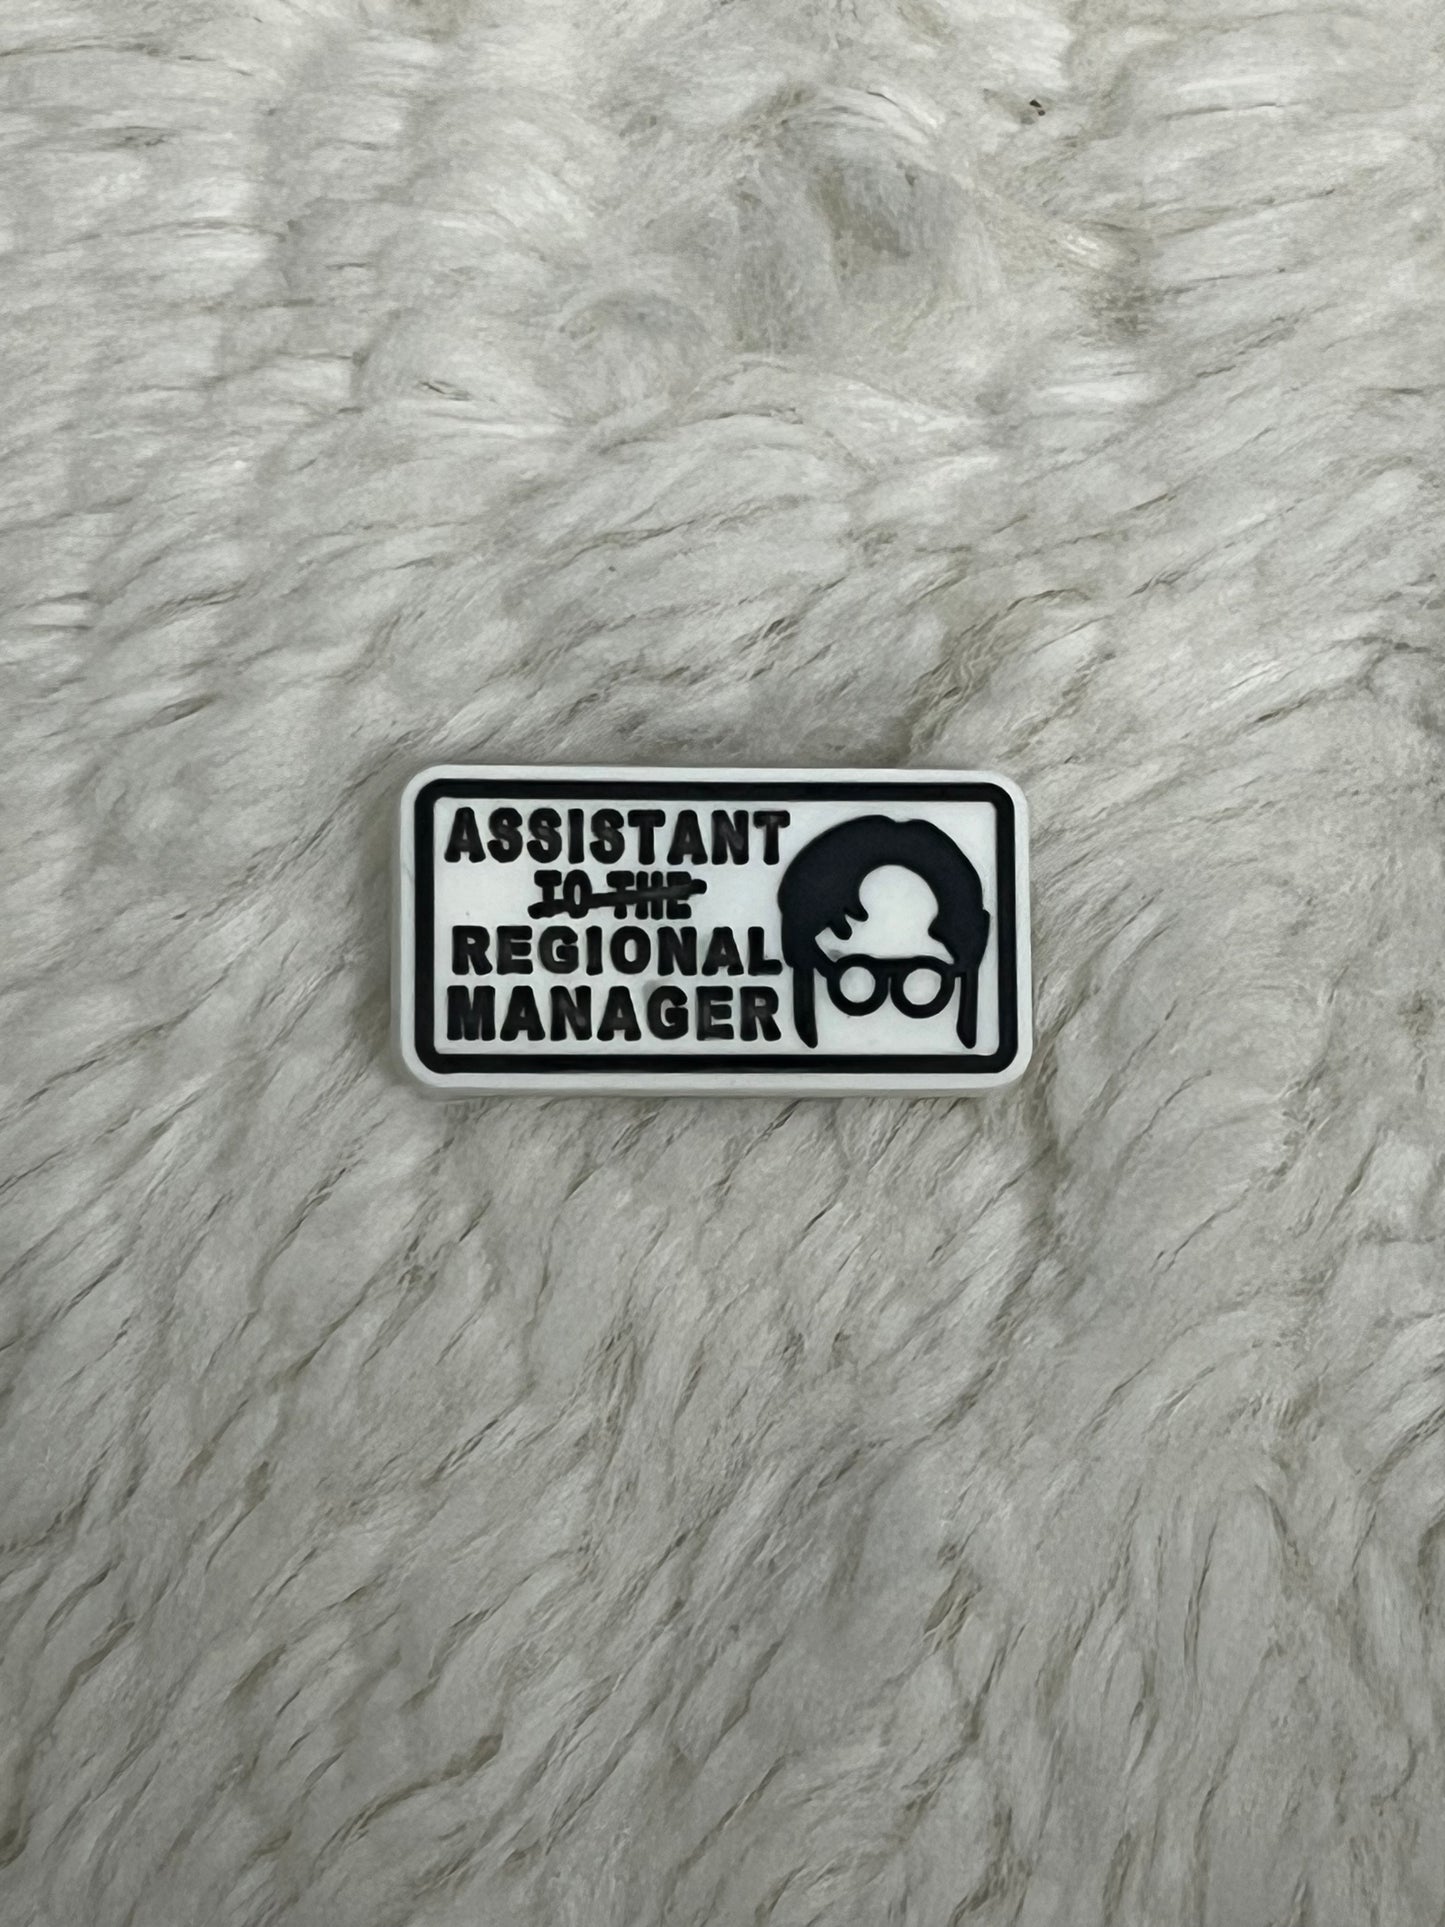 ASSISTANT
TO THE
REGIONAL
MANAGER